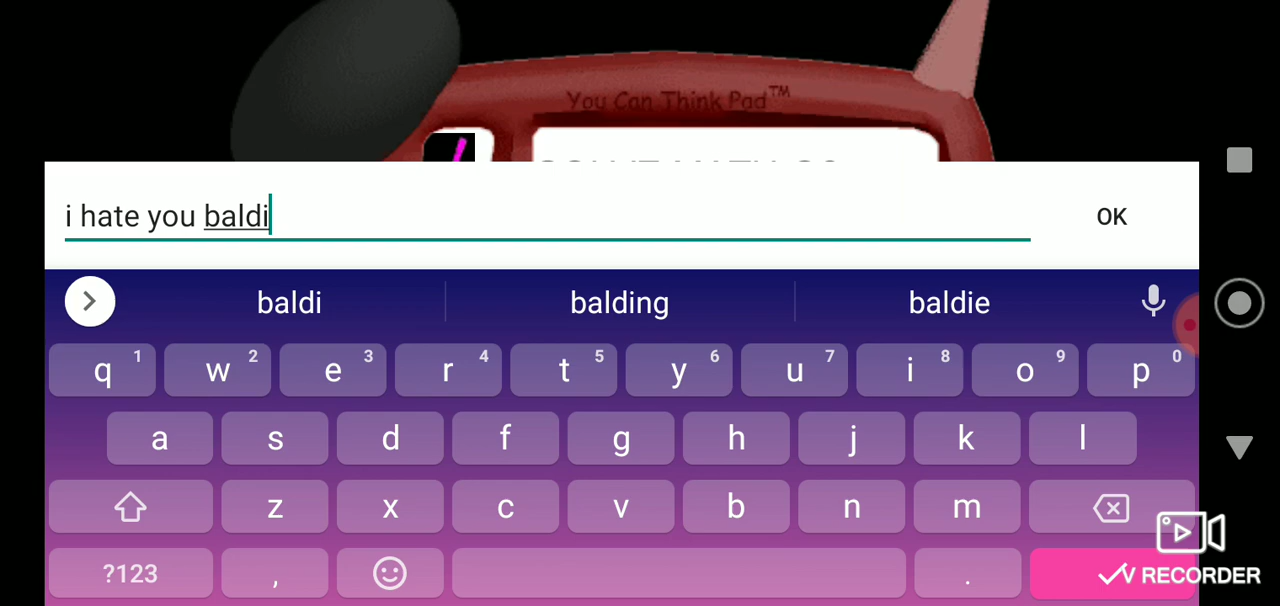 You Can Think Pad™
i hate you baldi
OK
baldi balding baldie
q 1 w 2 e 3 r 4 t 5 y 6 u 7 i 8 o 9 p 0
a s d f g h j k l
z x c v b n m
?123 , .
V RECORDER